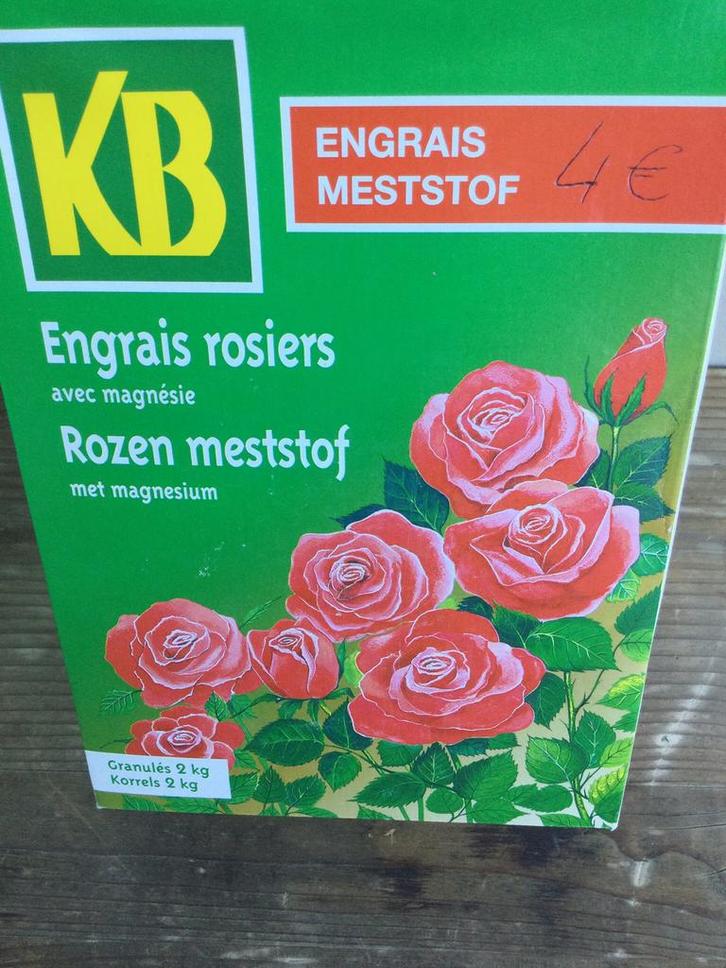 KB
ENGRAIS
MESTSTOF 4 €
Engrais rosiers
avec magnésie
Rozen meststof
met magnesium
Granulés 2 kg
Korrels 2 kg